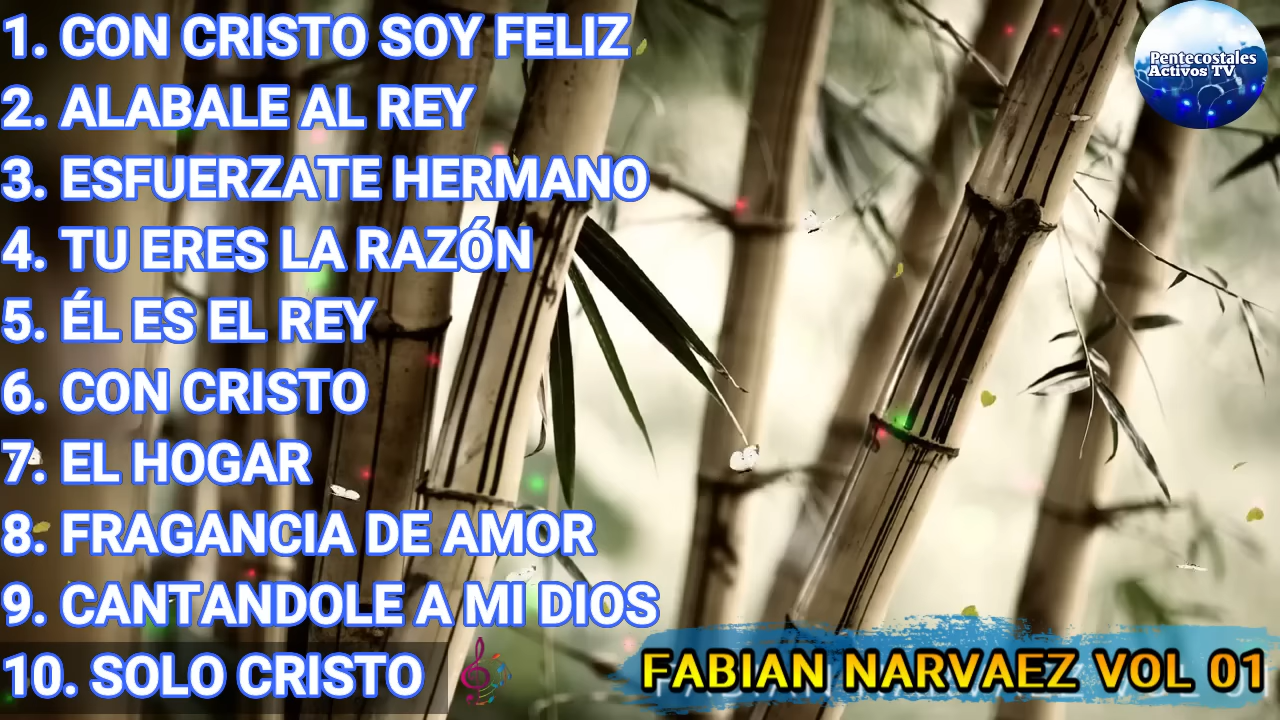 1. CON CRISTO SOY FELIZ
2. ALABALE AL REY
3. ESFUERZATE HERMANO
4. TU ERES LA RAZÓN
5. ÉL ES EL REY
6. CON CRISTO
7. EL HOGAR
8. FRAGANCIA DE AMOR
9. CANTANDOLE A MI DIOS
10. SOLO CRISTO
Pentecostales
Activos TV
FABIAN NARVAEZ VOL 01